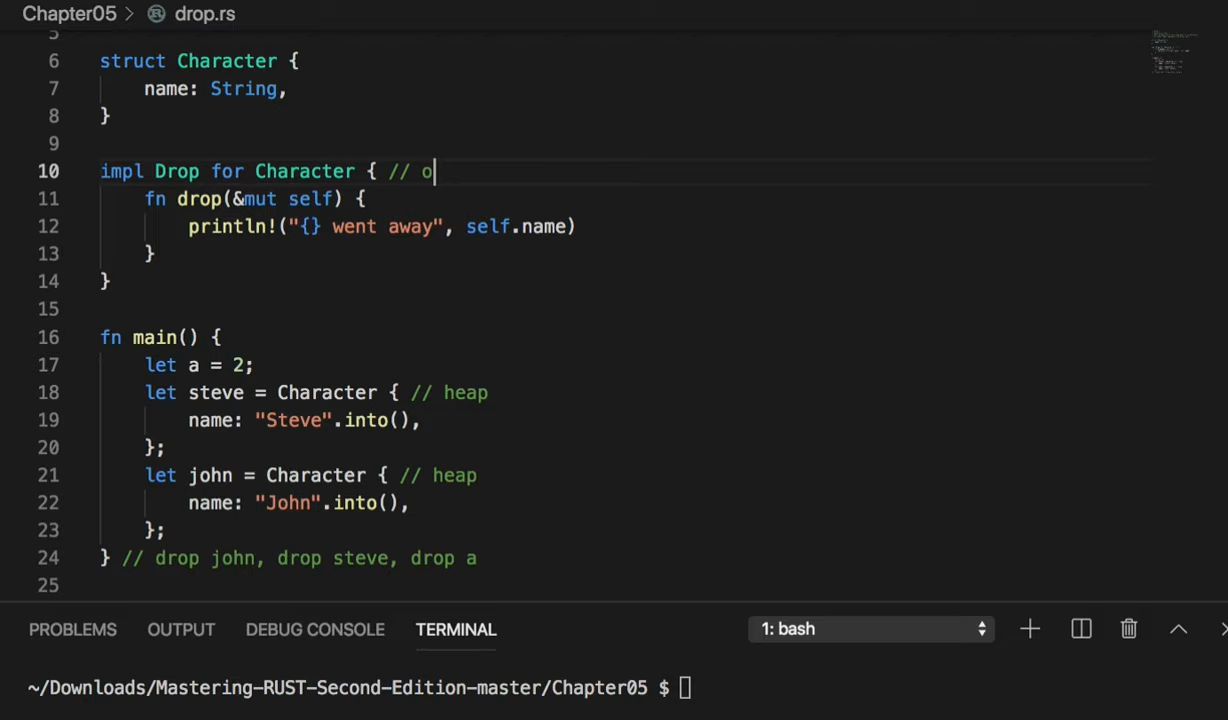 Chapter05 > drop.rs
5
6 struct Character {
7     name: String,
8 }
9
10 impl Drop for Character { // o
11     fn drop(&mut self) {
12         println!("{} went away", self.name)
13     }
14 }
15
16 fn main() {
17     let a = 2;
18     let steve = Character { // heap
19         name: "Steve".into(),
20     };
21     let john = Character { // heap
22         name: "John".into(),
23     };
24 } // drop john, drop steve, drop a
25
PROBLEMS OUTPUT DEBUG CONSOLE TERMINAL 1: bash
~/Downloads/Mastering-RUST-Second-Edition-master/Chapter05 $